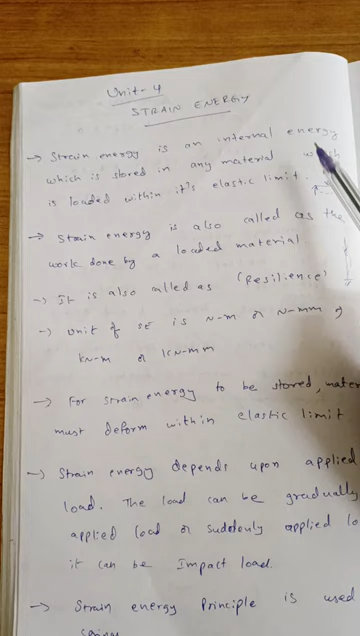 Unit-4
STRAIN ENERGY
→ Strain energy is an internal energy
which is stored in any material which
is loaded within it's elastic limit.
→ Strain energy is also called as the
work done by a loaded material
→ It is also called as (Resilience)
→ Unit of SE is N-m or N-mm or
kN-m or kN-mm
→ For strain energy to be stored, mater
must deform within elastic limit
→ Strain energy depends upon applied
load. The load can be gradually
applied load or suddenly applied lo
it can be Impact load.
→ Strain energy Principle is used
springs